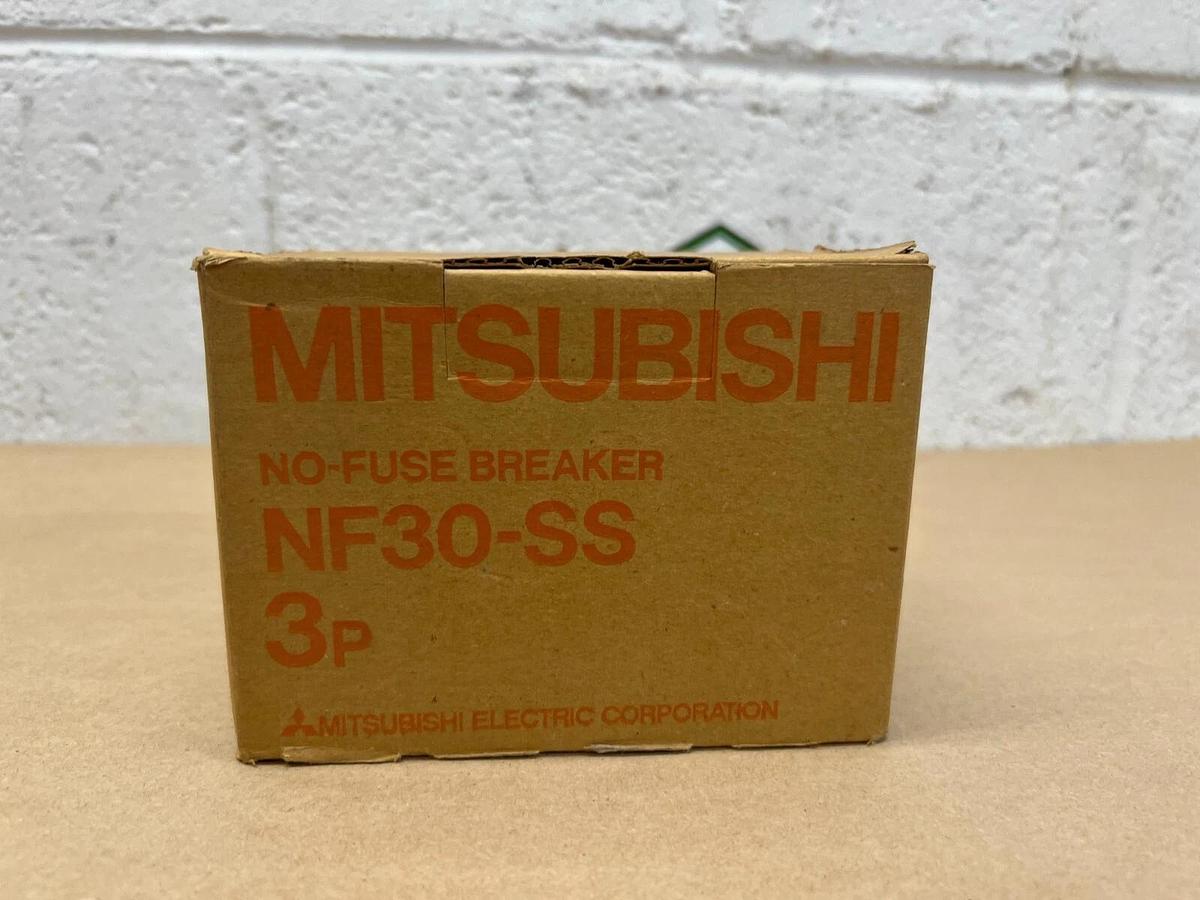 MITSUBISHI
NO-FUSE BREAKER
NF30-SS
3P
MITSUBISHI ELECTRIC CORPORATION